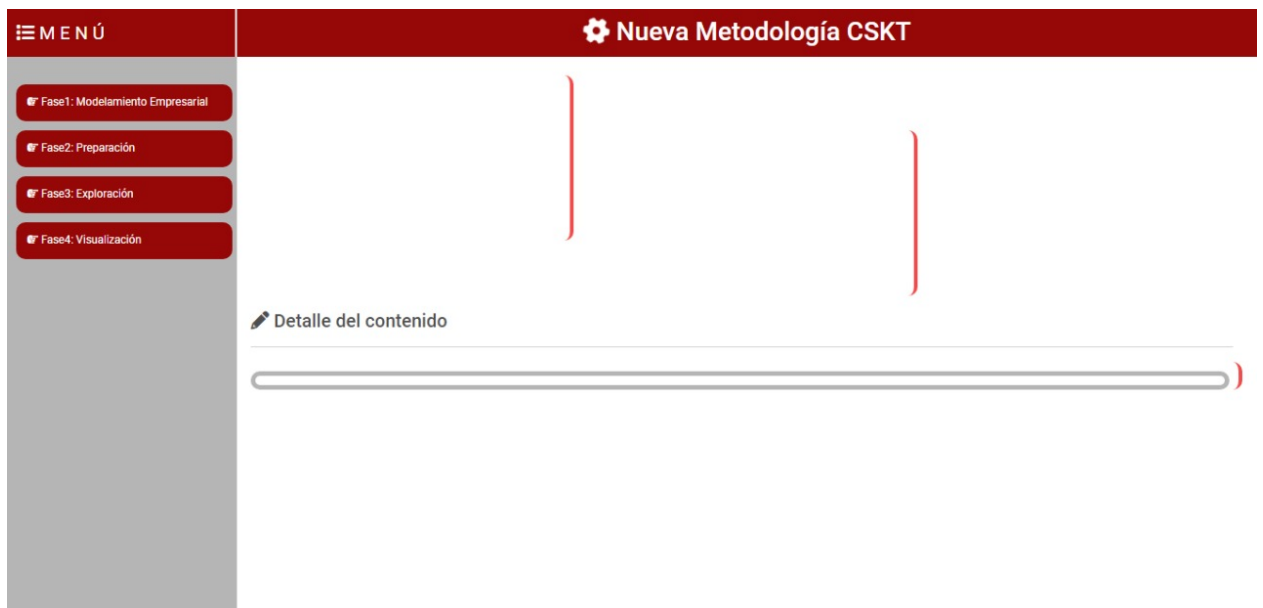 MENÚ
Nueva Metodología CSKT
Fase1: Modelamiento Empresarial
Fase2: Preparación
Fase3: Exploración
Fase4: Visualización
Detalle del contenido